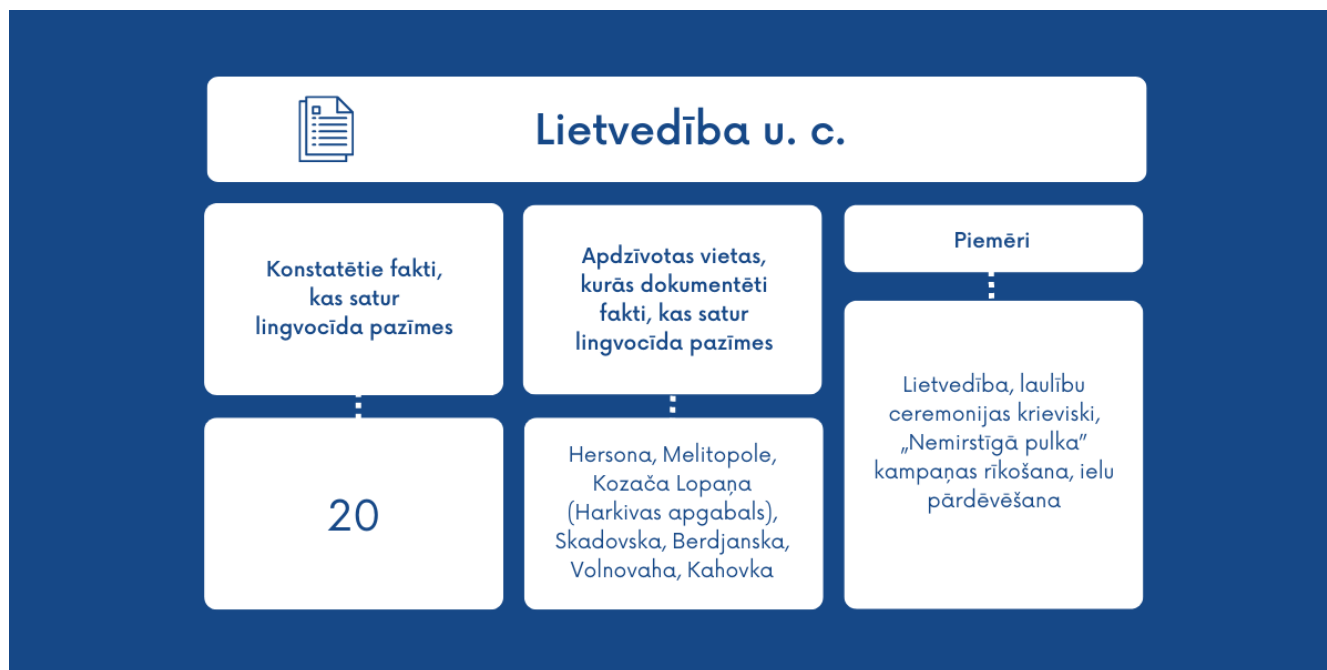 Lietvedība u. c.
Konstatētie fakti,
kas satur
lingvocīda pazīmes
20
Apdzīvotas vietas,
kurās dokumentēti
fakti, kas satur
lingvocīda pazīmes
Hersona, Melitopole,
Kozača Lopaņa
(Harkivas apgabals),
Skadovska, Berdjanska,
Volnovaha, Kahovka
Piemēri
Lietvedība, laulību
ceremonijas krieviski,
„Nemirstīgā pulka”
kampaņas rīkošana, ielu
pārdēvēšana